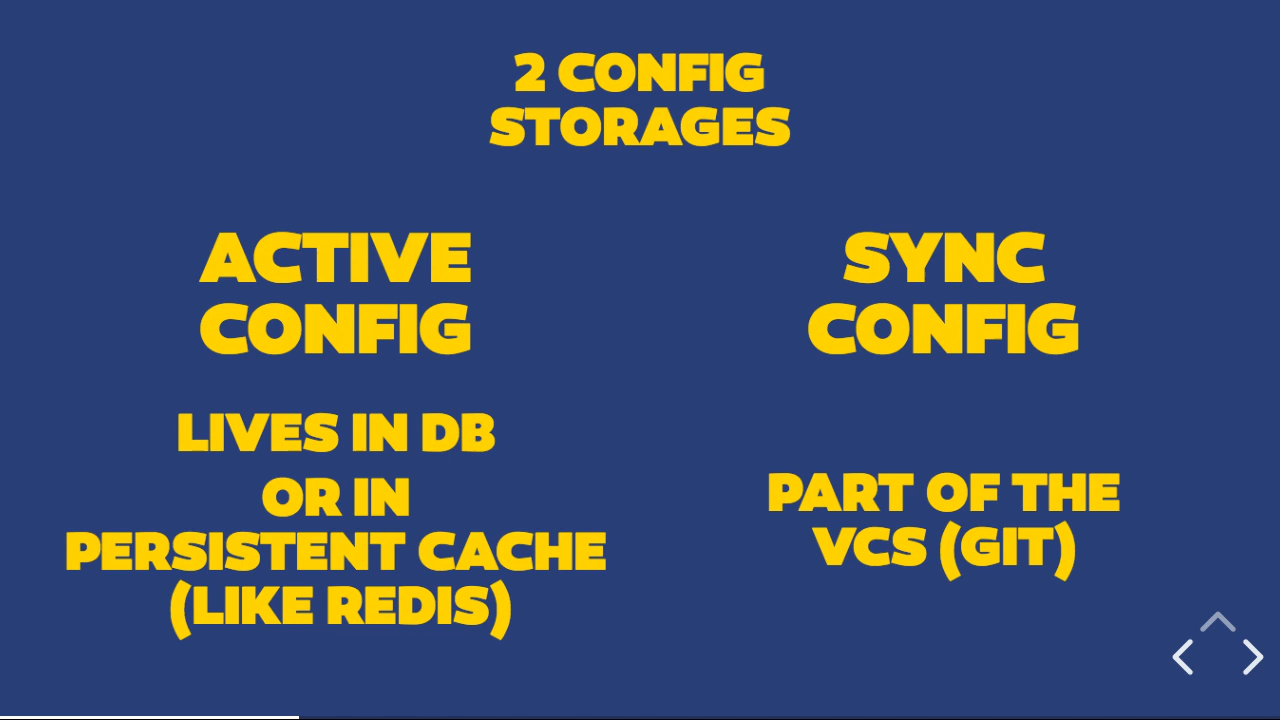 2 CONFIG
STORAGES
ACTIVE
CONFIG
LIVES IN DB
OR IN
PERSISTENT CACHE
(LIKE REDIS)
SYNC
CONFIG
PART OF THE
VCS (GIT)